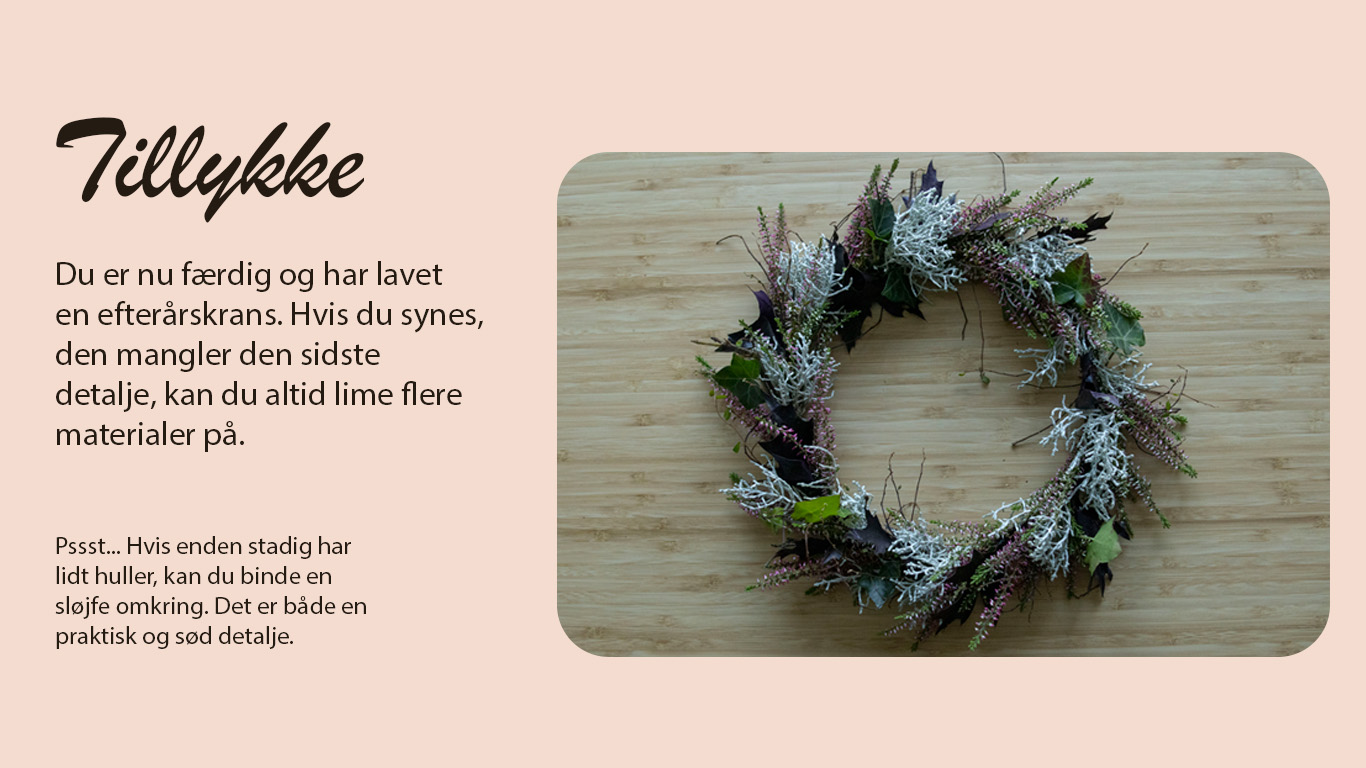 Tillykke
Du er nu færdig og har lavet
en efterårskrans. Hvis du synes,
den mangler den sidste
detalje, kan du altid lime flere
materialer på.
Pssst... Hvis enden stadig har
lidt huller, kan du binde en
sløjfe omkring. Det er både en
praktisk og sød detalje.